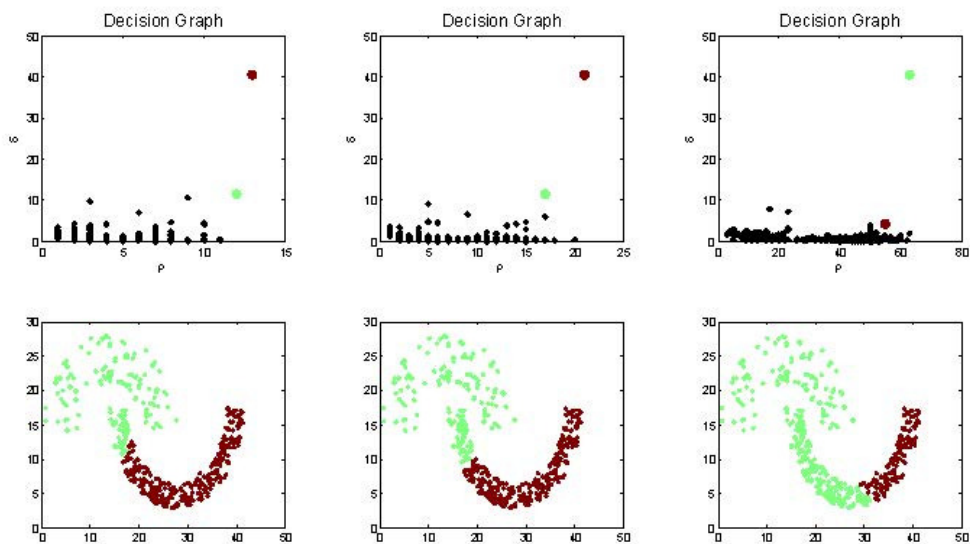 Decision Graph Decision Graph Decision Graph
50 50 50
40 40 40
30 30 30
δ δ δ
20 20 20
10 10 10
0 0 0
0 5 10 15 0 5 10 15 20 25 0 20 40 60 80
ρ ρ ρ
30 30 30
25 25 25
20 20 20
15 15 15
10 10 10
5 5 5
0 0 0
0 10 20 30 40 50 0 10 20 30 40 50 0 10 20 30 40 50